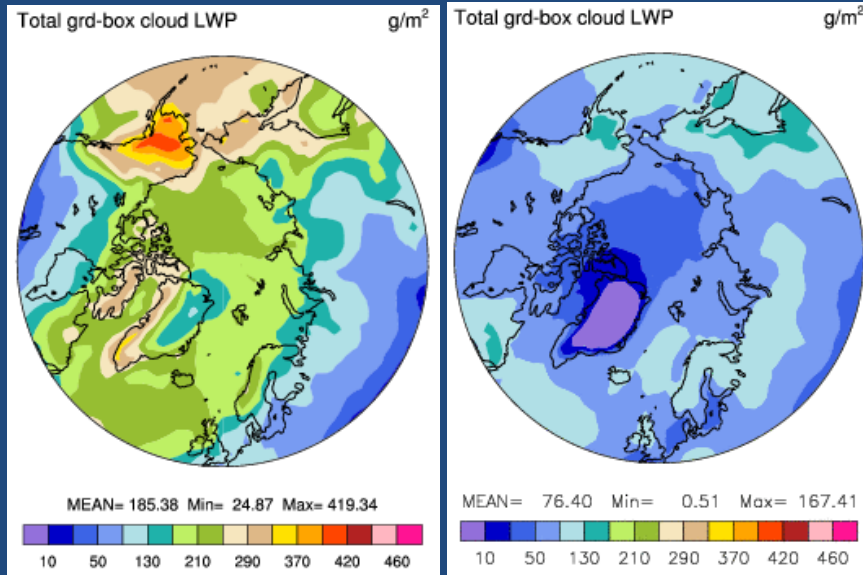 Total grd-box cloud LWP g/m²
MEAN= 185.38 Min= 24.87 Max= 419.34
10 50 130 210 290 370 420 460
Total grd-box cloud LWP g/m²
MEAN= 76.40 Min= 0.51 Max= 167.41
10 50 130 210 290 370 420 460